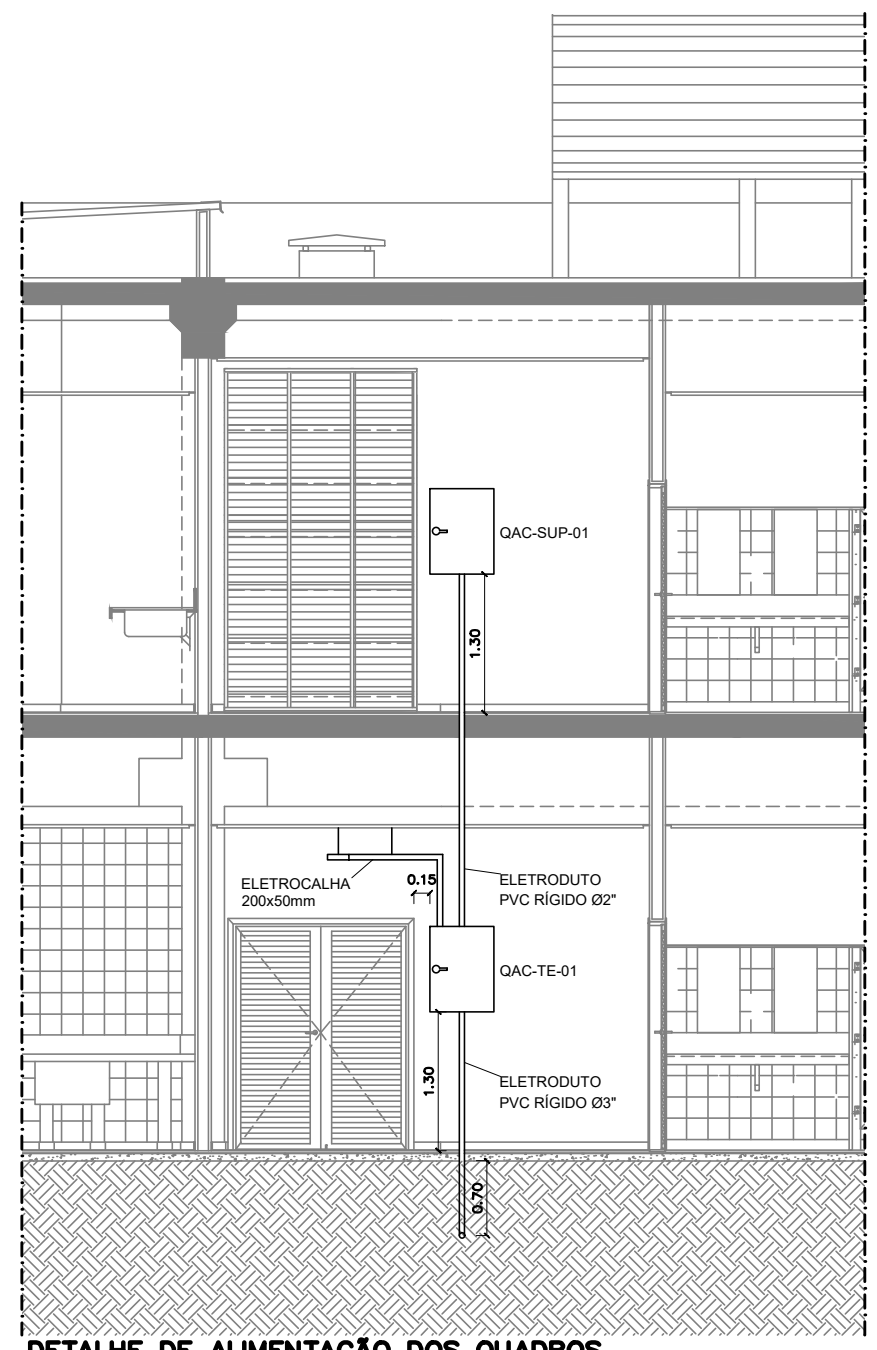 QAC-SUP-01
1.30
ELETROCALHA
200x50mm
0.15
ELETRODUTO
PVC RÍGIDO Ø2"
QAC-TE-01
1.30
ELETRODUTO
PVC RÍGIDO Ø3"
0.70
DETALHE DE ALIMENTAÇÃO DOS QUADROS